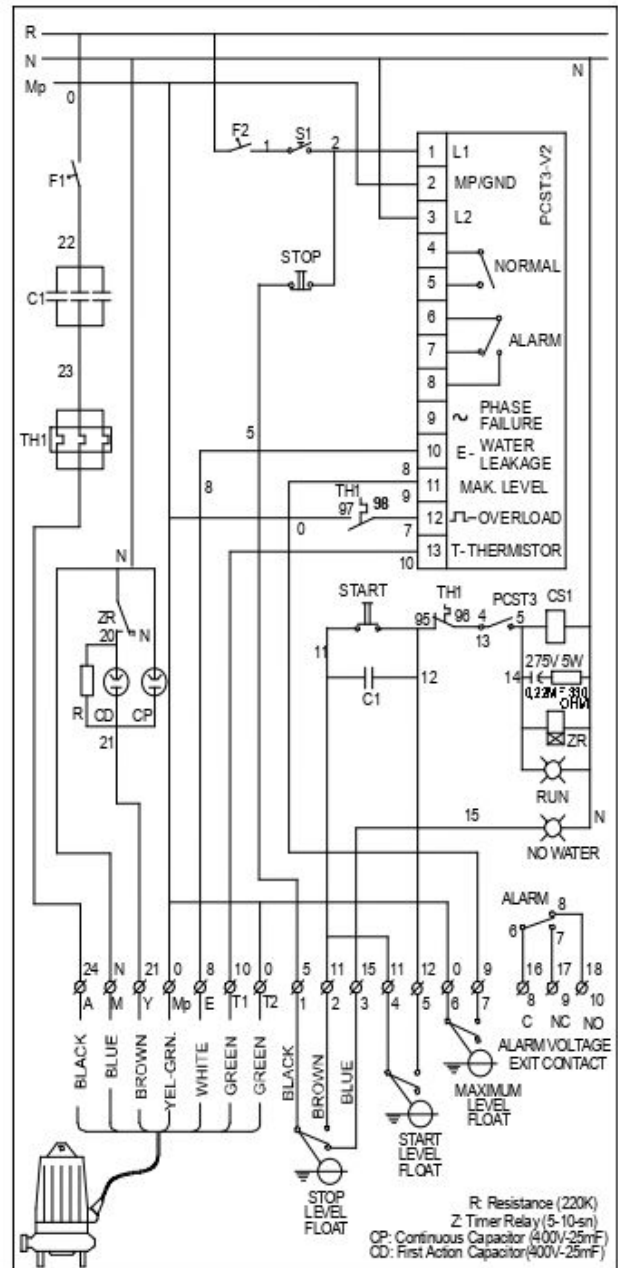 R
N
N
Mp
0
F2
1
S1
2
1 L1
2 MP/GND
3 L2
PCST3-V2
F1
22
4
NORMAL
5
STOP
C1
6
7
ALARM
8
23
9 ~ PHASE FAILURE
5
10 E- WATER LEAKAGE
TH1
8
8
11 MAK. LEVEL
9
TH1
97 98
12 OVERLOAD
0
7
13 T- THERMISTOR
10
N
START
TH1
PCST3
CS1
ZR
N
20
95 96
4
5
13
11
275V 5W
14
12
0,22M = 330 OHM
R
CD
CP
C1
21
ZR
RUN
15
N
NO WATER
ALARM
8
6
7
24 N 21 0 8 10 0 5 11 15 11 12 0 9 16 17 18
A M Y Mp E T1 T2 1 2 3 4 5 6 7 8 9 10
C NC NO
ALARM VOLTAGE
EXIT CONTACT
BLACK
BLUE
BROWN
YEL-GRN.
WHITE
GREEN
GREEN
BLACK
BROWN
BLUE
MAXIMUM
LEVEL
FLOAT
START
LEVEL
FLOAT
STOP
LEVEL
FLOAT
R: Resistance (220K)
Z: Timer Relay (5-10-sn)
CP: Continuous Capacitor (400V-25mF)
CD: First Action Capacitor(400V-25mF)